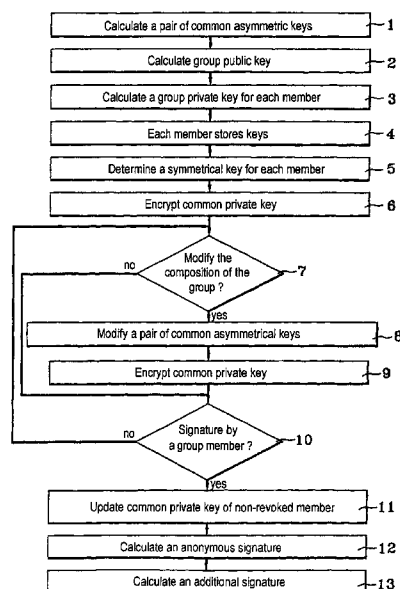 Calculate a pair of common asymmetric keys 1
Calculate group public key 2
Calculate a group private key for each member 3
Each member stores keys 4
Determine a symmetrical key for each member 5
Encrypt common private key 6
no
Modify the
composition of the
group ?
7
yes
Modify a pair of common asymmetrical keys 8
Encrypt common private key 9
no
Signature by
a group member ?
10
yes
Update common private key of non-revoked member 11
Calculate an anonymous signature 12
Calculate an additional signature 13